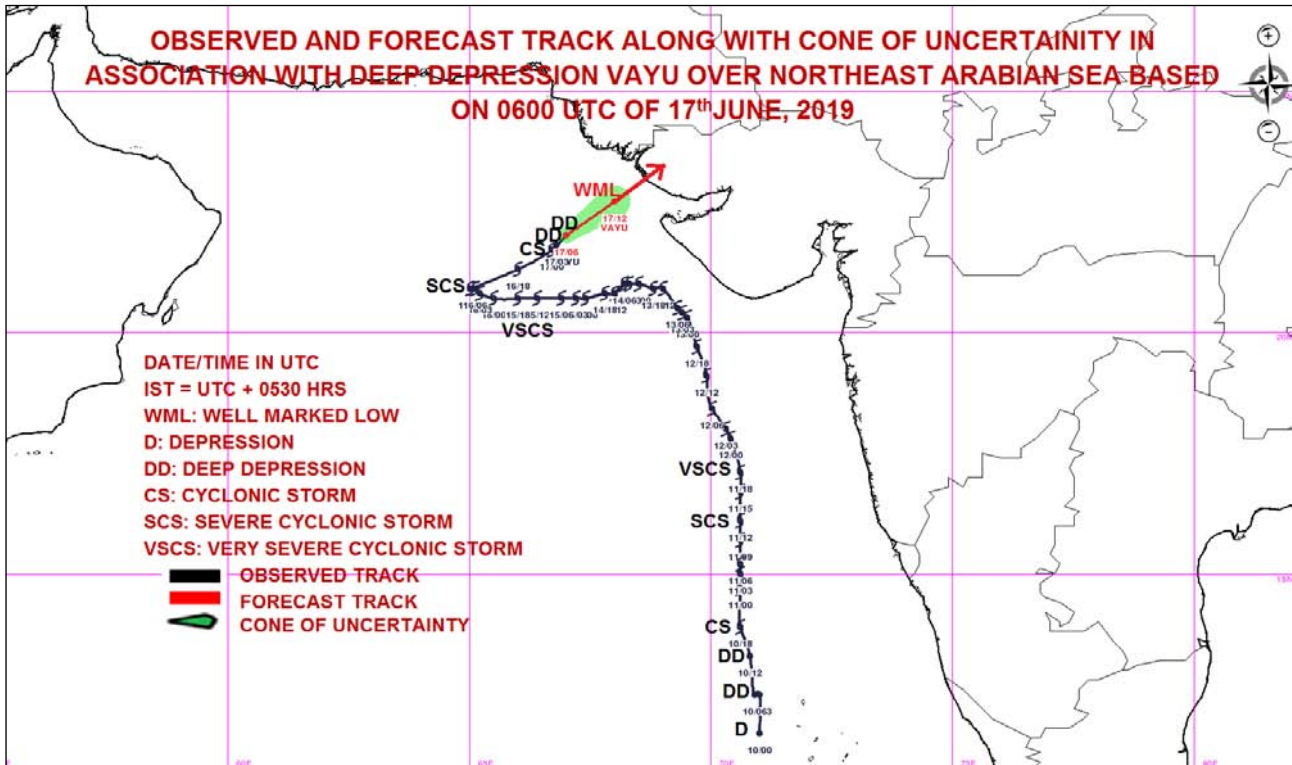 OBSERVED AND FORECAST TRACK ALONG WITH CONE OF UNCERTAINITY IN
ASSOCIATION WITH DEEP DEPRESSION VAYU OVER NORTHEAST ARABIAN SEA BASED
ON 0600 UTC OF 17th JUNE, 2019
WML
17/12
VAYU
DD
DD
CS
17/06
16/18
SCS
VSCS
13/18
12/18
12/12
12/06
12/03
12/00
VSCS
11/18
11/15
SCS
11/12
11/09
11/06
11/03
11/00
CS
10/18
DD
10/12
DD
10/063
D
10/00
DATE/TIME IN UTC
IST = UTC + 0530 HRS
WML: WELL MARKED LOW
D: DEPRESSION
DD: DEEP DEPRESSION
CS: CYCLONIC STORM
SCS: SEVERE CYCLONIC STORM
VSCS: VERY SEVERE CYCLONIC STORM
OBSERVED TRACK
FORECAST TRACK
CONE OF UNCERTAINTY